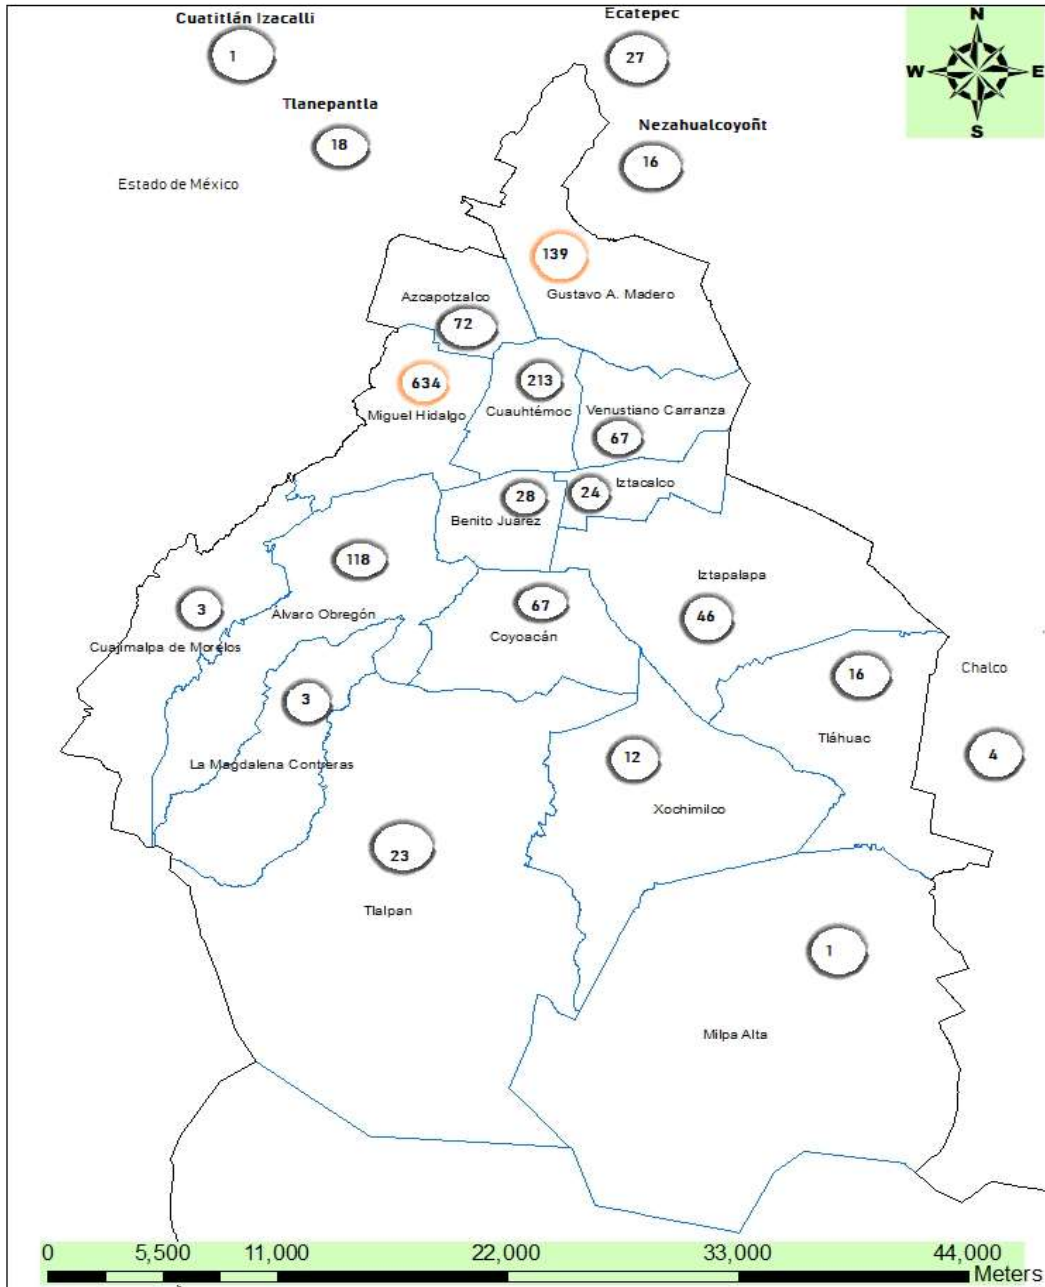 Cuatitlán Izacalli
1
Ecatepec
27
N
W
E
S
Tlanepantla
18
Nezahualcoyoñt
16
Estado de México
139
Gustavo A. Madero
Azcapotzalco
72
634
Miguel Hidalgo
213
Cuauhtémoc
Venustiano Carranza
67
28
Benito Juárez
24
Iztacalco
118
Alvaro Obregón
Iztapalapa
46
3
Cuajimalpa de Morelos
67
Coyoacán
16
Tláhuac
Chalco
4
3
La Magdalena Contreras
12
Xochimilco
23
Tlalpan
1
Milpa Alta
0 5,500 11,000 22,000 33,000 44,000
Meters